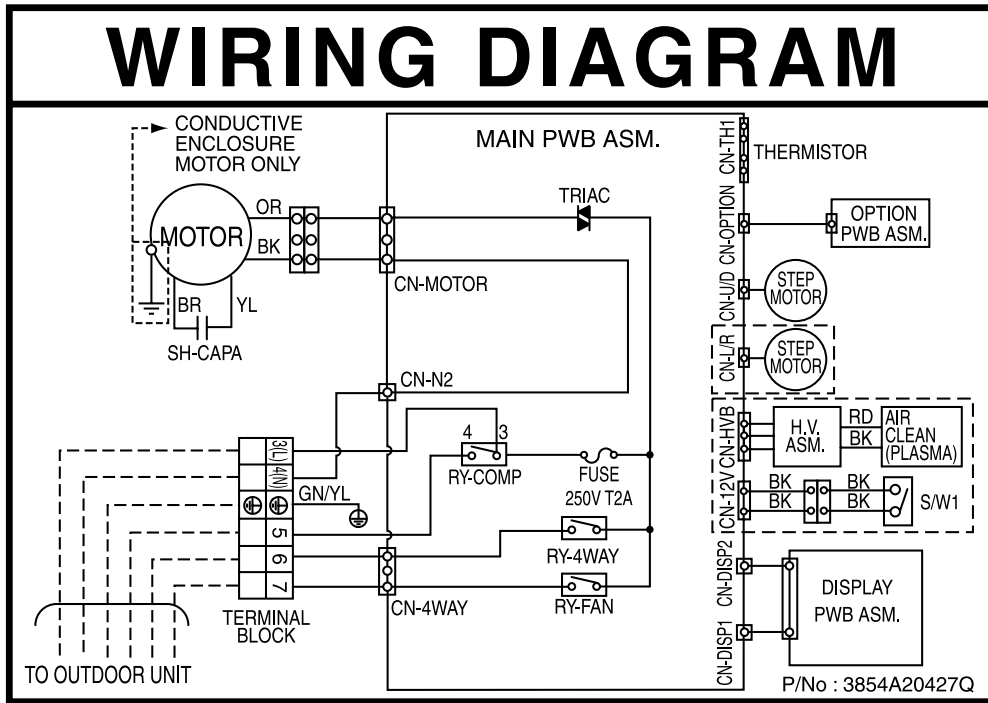 WIRING DIAGRAM
CONDUCTIVE
ENCLOSURE
MOTOR ONLY
MOTOR
OR
BK
BR
YL
SH-CAPA
CN-MOTOR
MAIN PWB ASM.
TRIAC
CN-N2
4
3
RY-COMP
FUSE
250V T2A
RY-4WAY
RY-FAN
CN-4WAY
3(L)
4(N)
GN/YL
5
6
7
TERMINAL
BLOCK
TO OUTDOOR UNIT
CN-TH1
THERMISTOR
CN-OPTION
OPTION
PWB ASM.
CN-U/D
STEP
MOTOR
CN-L/R
STEP
MOTOR
CN-HVB
H.V.
ASM.
RD
BK
AIR
CLEAN
(PLASMA)
CN-12V
BK
BK
BK
BK
S/W1
CN-DISP2
CN-DISP1
DISPLAY
PWB ASM.
P/No : 3854A20427Q